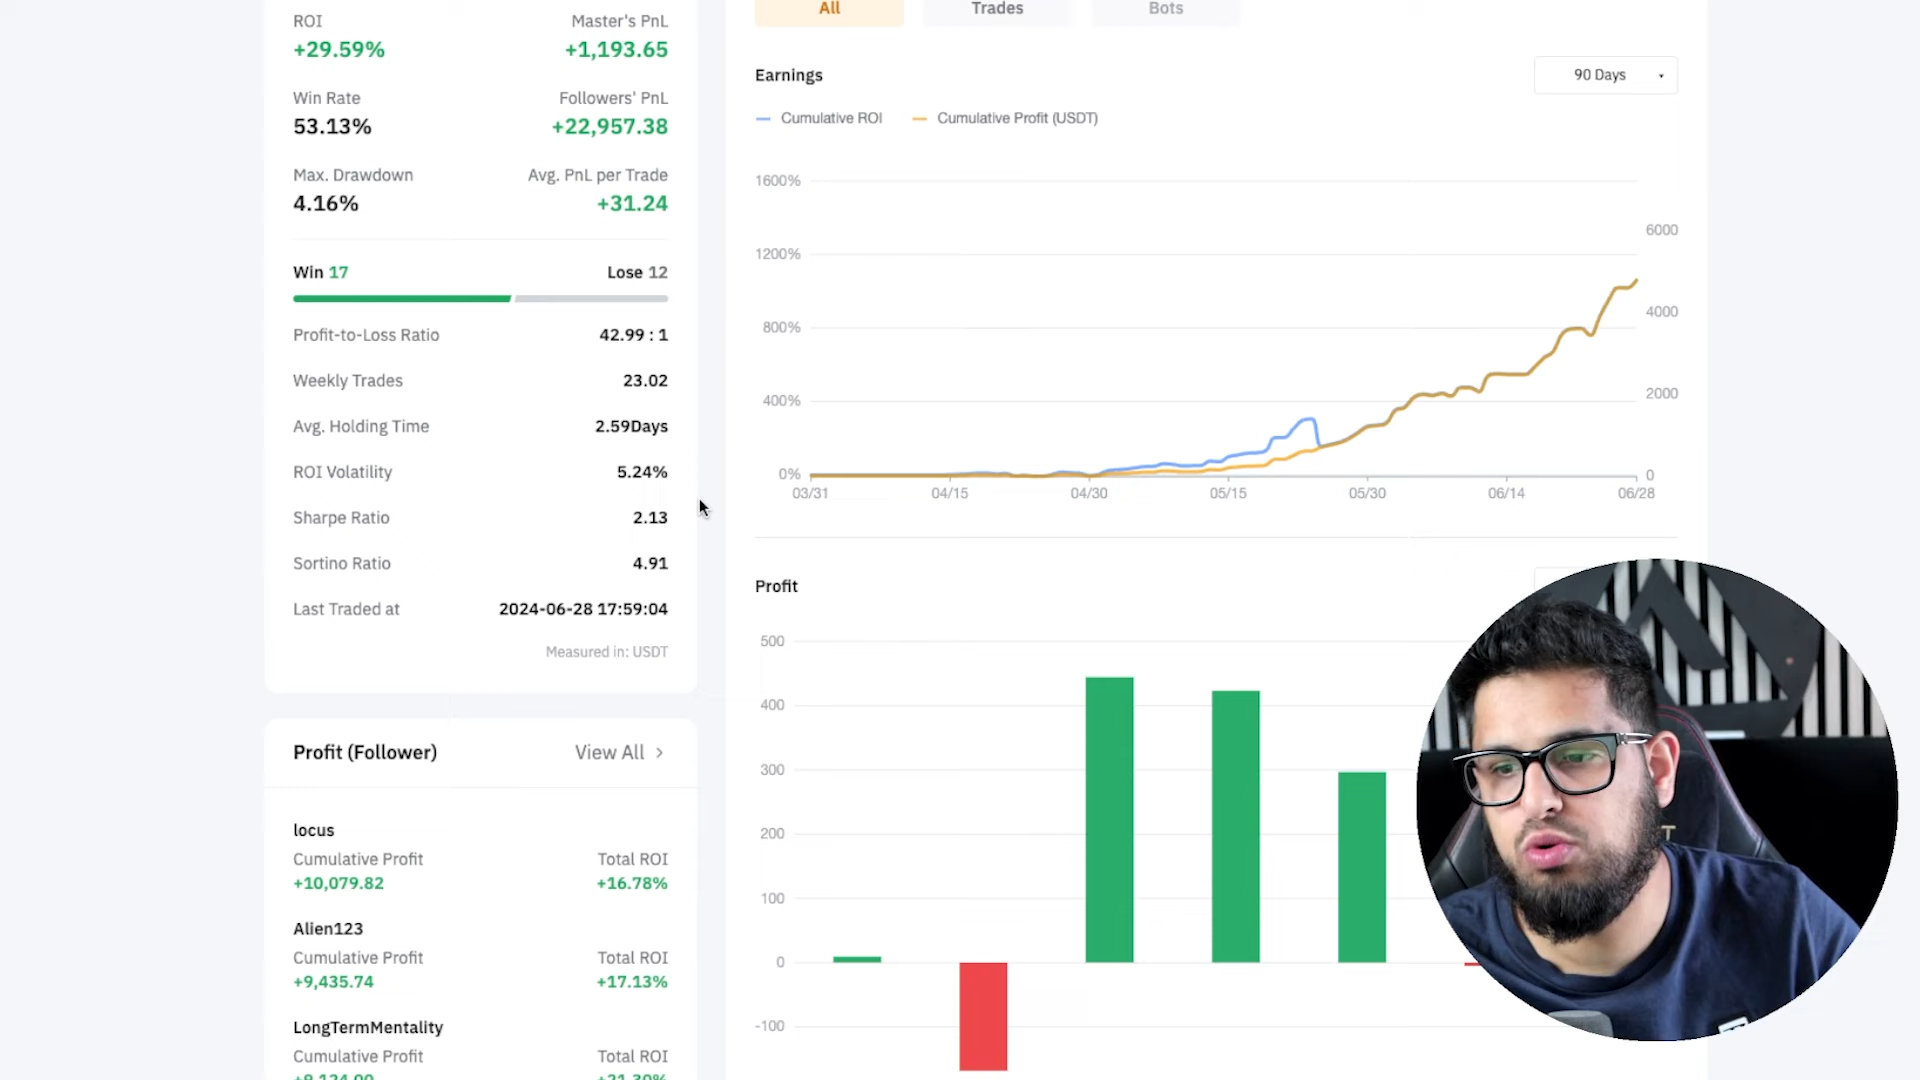 ROI Master's PnL
+29.59% +1,193.65
Win Rate Followers' PnL
53.13% +22,957.38
Max. Drawdown Avg. PnL per Trade
4.16% +31.24
Win 17 Lose 12
Profit-to-Loss Ratio 42.99 : 1
Weekly Trades 23.02
Avg. Holding Time 2.59Days
ROI Volatility 5.24%
Sharpe Ratio 2.13
Sortino Ratio 4.91
Last Traded at 2024-06-28 17:59:04
Measured in: USDT
Profit (Follower) View All >
locus
Cumulative Profit Total ROI
+10,079.82 +16.78%
Alien123
Cumulative Profit Total ROI
+9,435.74 +17.13%
LongTermMentality
Cumulative Profit Total ROI
All Trades Bots
Earnings 90 Days
Cumulative ROI Cumulative Profit (USDT)
1600%
6000
1200%
4000
800%
2000
400%
0% 0
03/31 04/15 04/30 05/15 05/30 06/14 06/28
Profit
500
400
300
200
100
0
-100